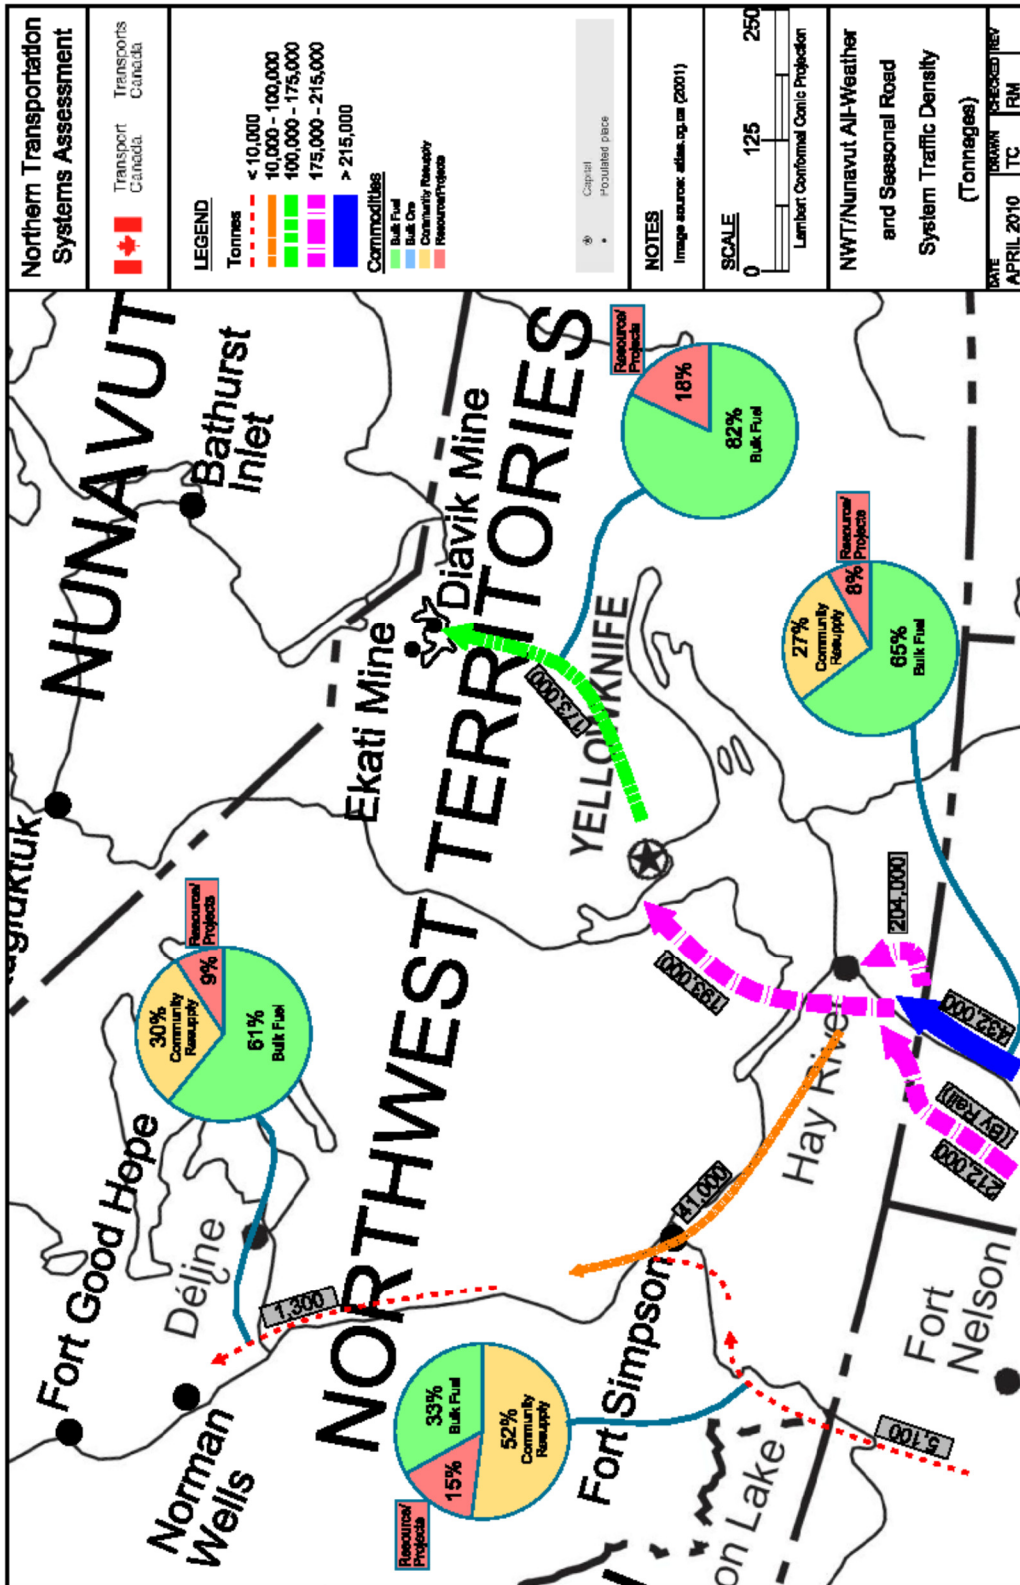 Northern Transportation
Systems Assessment
Transport
Canada
Transports
Canada
LEGEND
Tonnes
< 10,000
10,000 - 100,000
100,000 - 175,000
175,000 - 215,000
> 215,000
Commodities
Bulk Fuel
Bulk Ore
Community Resupply
Resource/Projects
Capital
Populated place
NOTES
Image source: atlas.nrcan.gc.ca (2001)
SCALE
0 125 250
Lambert Conformal Conic Projection
NWT/Nunavut All-Weather
and Seasonal Road
System Traffic Density
(Tonnages)
DATE
APRIL 2010
DRAWN
TC
CHECKED
RM
REV
NUNAVUT
Bathurst
Inlet
Ekati Mine
Diavik Mine
NORTHWEST TERRITORIES
YELLOWKNIFE
Fort Good Hope
Déline
Norman
Wells
Fort Simpson
Hay River
Fort
Nelson
on Lake
Resource/
Projects
9%
30%
Community
Resupply
61%
Bulk Fuel
Resource/
Projects
18%
82%
Bulk Fuel
Resource/
Projects
8%
27%
Community
Resupply
65%
Bulk Fuel
33%
Bulk Fuel
15%
52%
Community
Resupply
Resource/
Projects
173,000
193,000
204,000
432,000
212,000
(By Rail)
41,000
1,300
5,100